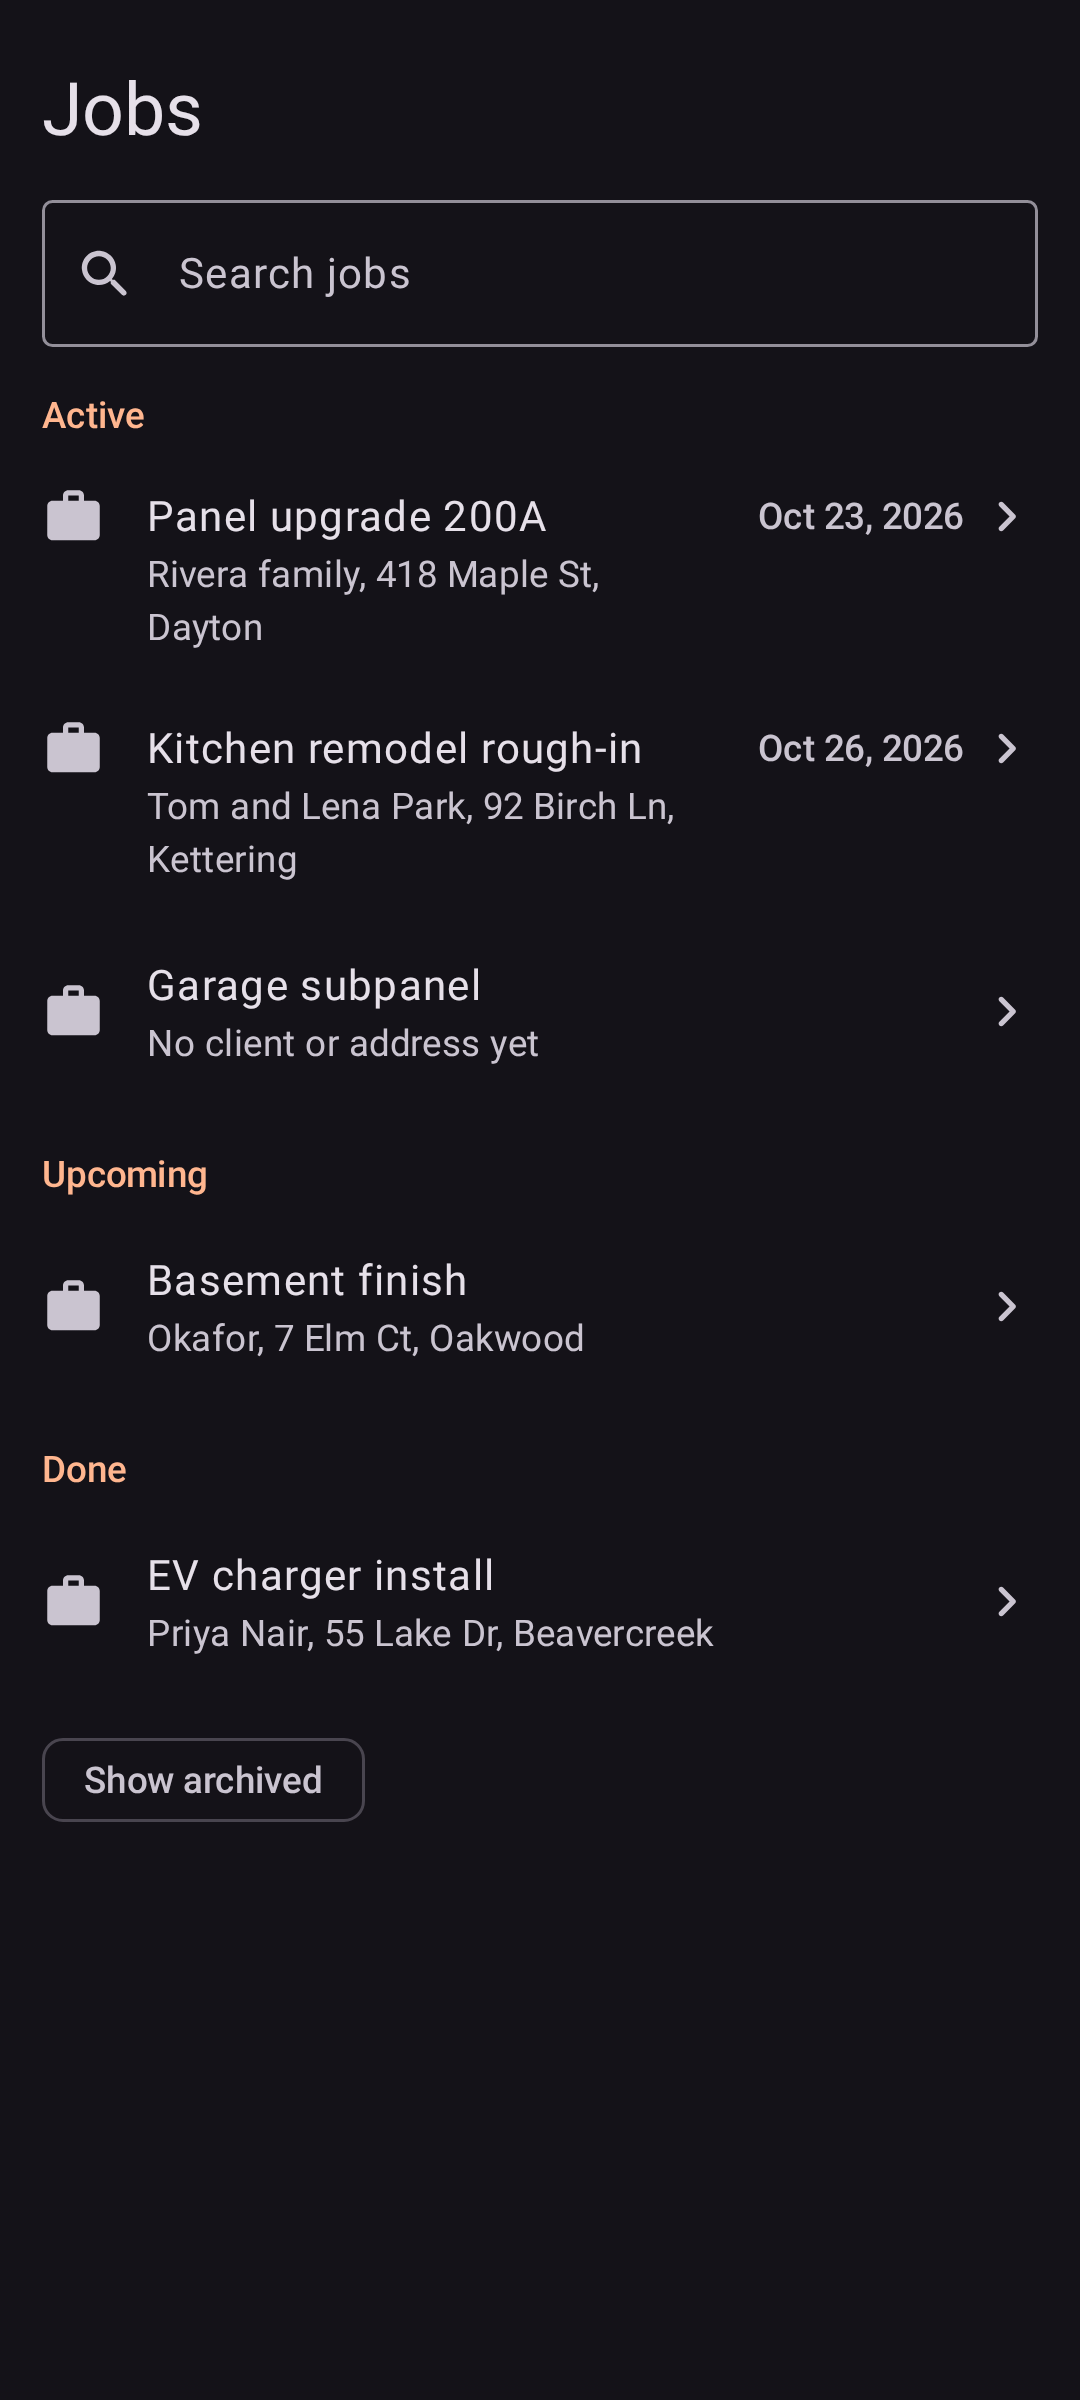 Jobs
Search jobs
Active
Panel upgrade 200A
Oct 23, 2026
Rivera family, 418 Maple St,
Dayton
Kitchen remodel rough-in
Oct 26, 2026
Tom and Lena Park, 92 Birch Ln,
Kettering
Garage subpanel
No client or address yet
Upcoming
Basement finish
Okafor, 7 Elm Ct, Oakwood
Done
EV charger install
Priya Nair, 55 Lake Dr, Beavercreek
Show archived